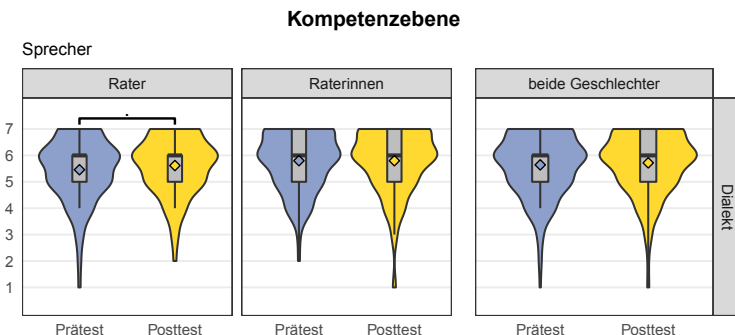 Kompetenzebene
Sprecher
Rater
Raterinnen
beide Geschlechter
.
7
6
5
4
3
2
1
Dialekt
Prätest Posttest Prätest Posttest Prätest Posttest